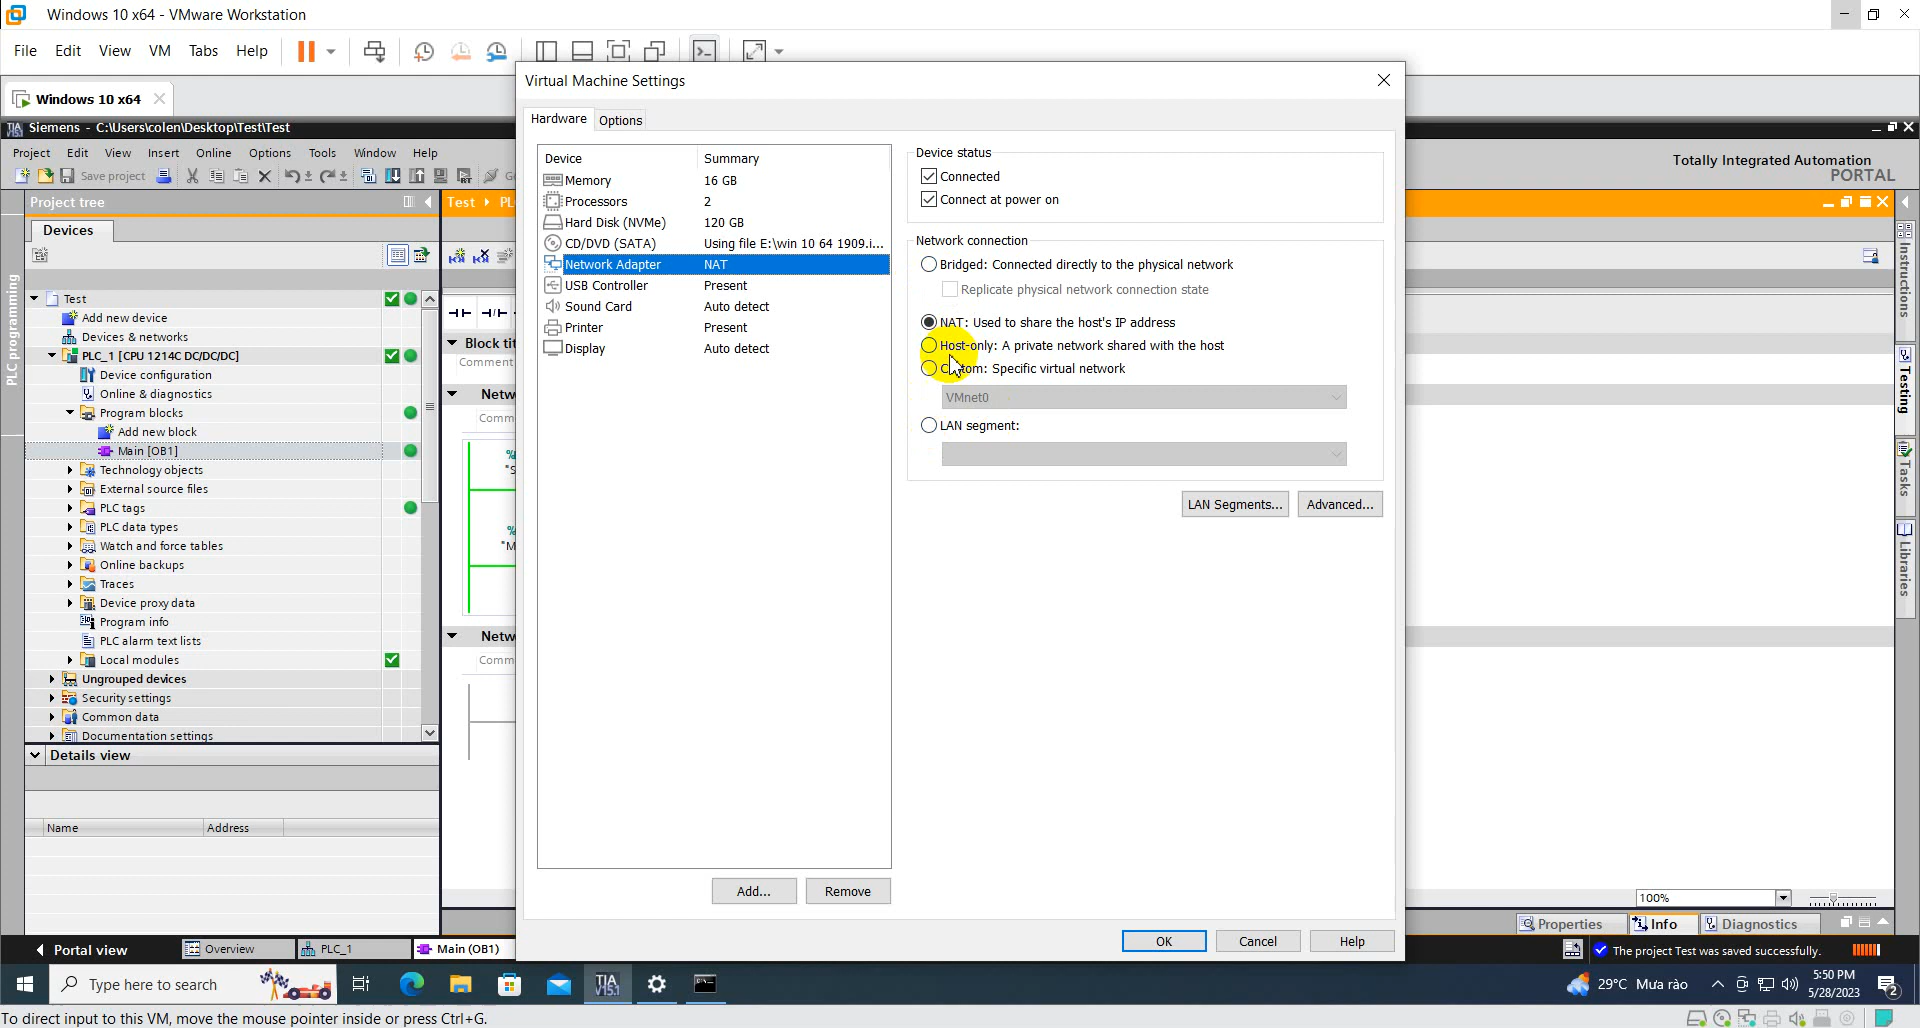 Windows 10 x64 - VMware Workstation
File Edit View VM Tabs Help
Windows 10 x64
Siemens - C:\Users\colen\Desktop\Test\Test
Project Edit View Insert Online Options Tools Window Help
Totally Integrated Automation
PORTAL
Save project
Project tree
Test
Devices
PLC programming
Test
Add new device
Devices & networks
PLC_1 [CPU 1214C DC/DC/DC]
Device configuration
Online & diagnostics
Program blocks
Add new block
Main [OB1]
Technology objects
External source files
PLC tags
PLC data types
Watch and force tables
Online backups
Traces
Device proxy data
Program info
PLC alarm text lists
Local modules
Ungrouped devices
Security settings
Common data
Documentation settings
Details view
Name Address
Comment
Virtual Machine Settings
Hardware Options
Device Summary
Memory 16 GB
Processors 2
Hard Disk (NVMe) 120 GB
CD/DVD (SATA) Using file E:\win 10 64 1909.i...
Network Adapter NAT
USB Controller Present
Sound Card Auto detect
Printer Present
Display Auto detect
Add... Remove
Device status
Connected
Connect at power on
Network connection
Bridged: Connected directly to the physical network
Replicate physical network connection state
NAT: Used to share the host's IP address
Host-only: A private network shared with the host
Specific virtual network
VMnet0
LAN segment:
LAN Segments... Advanced...
OK Cancel Help
Instructions
Testing
Tasks
Libraries
100%
Properties Info Diagnostics
Portal view Overview PLC_1 Main (OB1)
The project Test was saved successfully.
Type here to search
TIA
V15.1
29°C Mưa rào
5:50 PM
5/28/2023
2
To direct input to this VM, move the mouse pointer inside or press Ctrl+G.